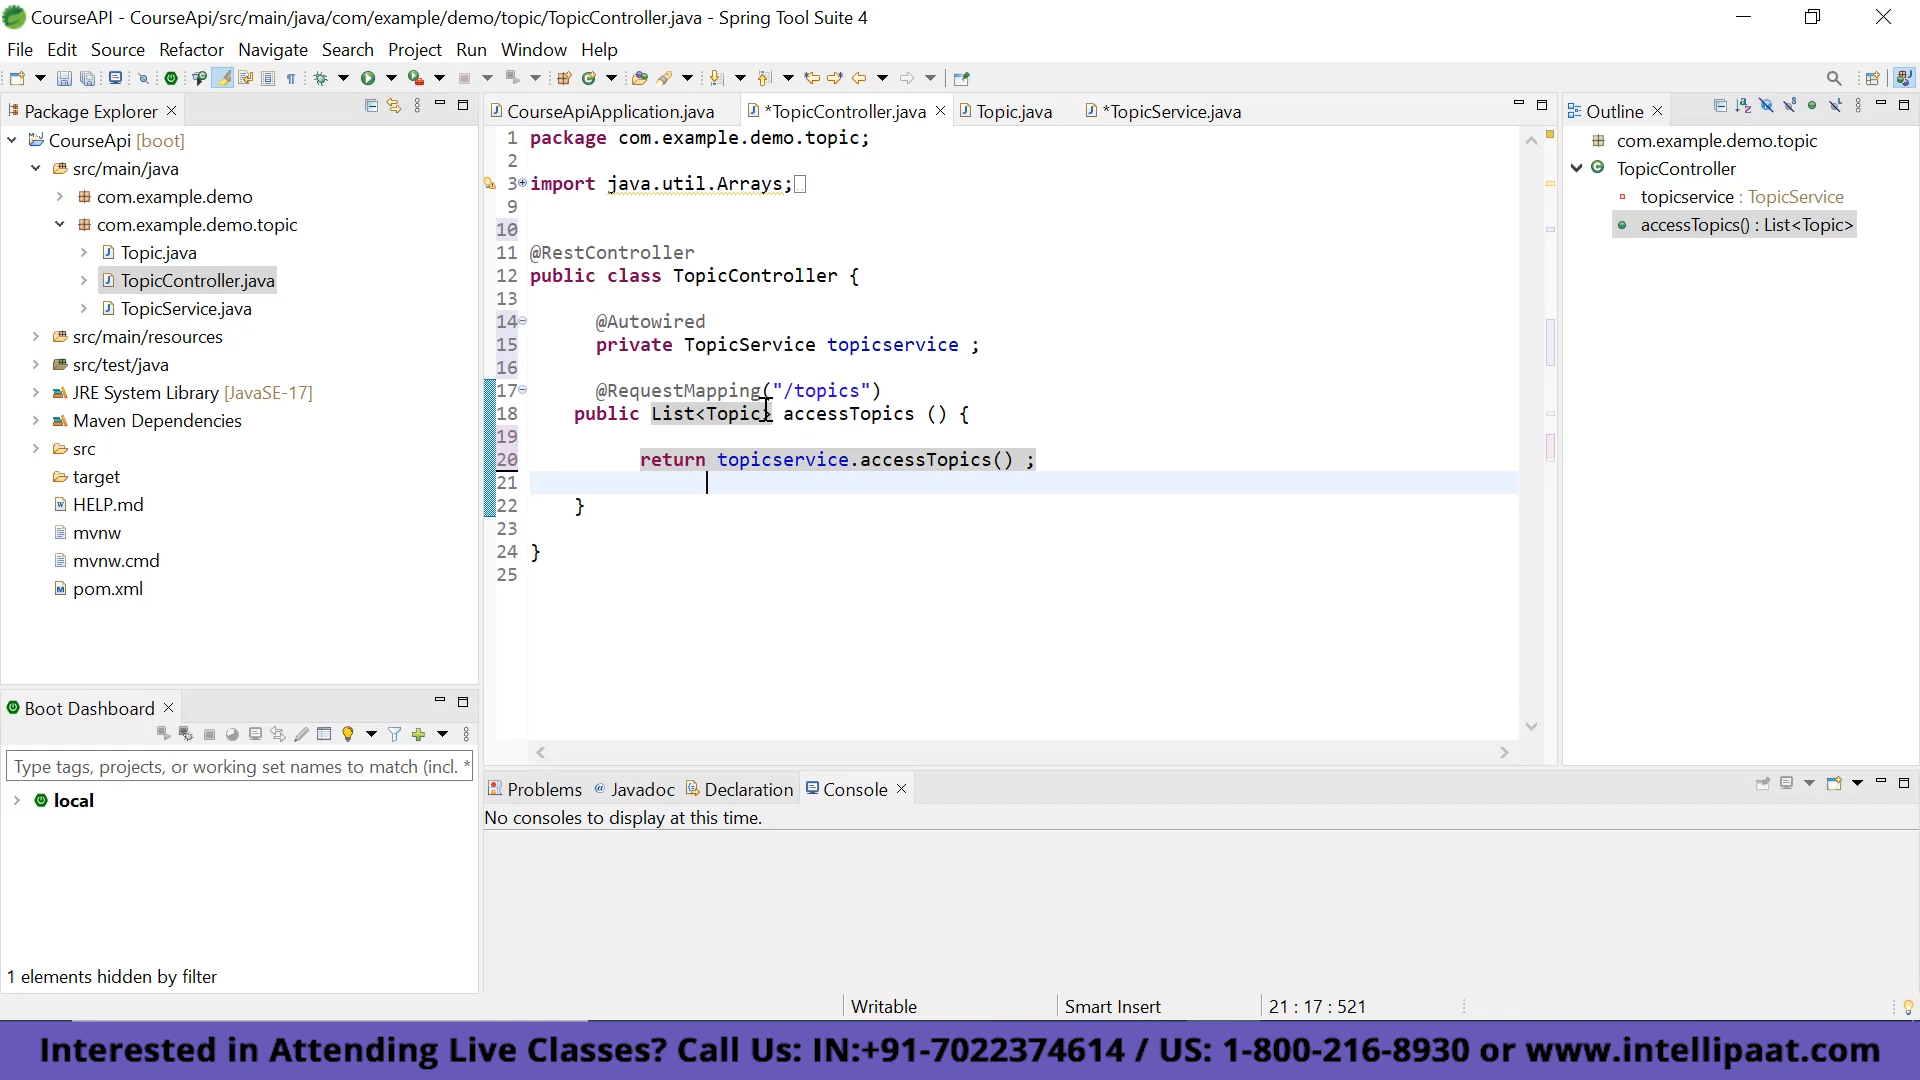 CourseAPI - CourseApi/src/main/java/com/example/demo/topic/TopicController.java - Spring Tool Suite 4
File Edit Source Refactor Navigate Search Project Run Window Help
Package Explorer
CourseApi [boot]
src/main/java
com.example.demo
com.example.demo.topic
Topic.java
TopicController.java
TopicService.java
src/main/resources
src/test/java
JRE System Library [JavaSE-17]
Maven Dependencies
src
target
HELP.md
mvnw
mvnw.cmd
pom.xml
Boot Dashboard
Type tags, projects, or working set names to match (incl. *
local
1 elements hidden by filter
CourseApiApplication.java *TopicController.java Topic.java *TopicService.java
1 package com.example.demo.topic;
2
3 import java.util.Arrays;
9
10
11 @RestController
12 public class TopicController {
13
14 @Autowired
15 private TopicService topicservice ;
16
17 @RequestMapping("/topics")
18 public List<Topic> accessTopics () {
19
20 return topicservice.accessTopics() ;
21
22 }
23
24 }
25
Outline
com.example.demo.topic
TopicController
topicservice : TopicService
accessTopics() : List<Topic>
Problems @ Javadoc Declaration Console
No consoles to display at this time.
Writable Smart Insert 21 : 17 : 521
Interested in Attending Live Classes? Call Us: IN:+91-7022374614 / US: 1-800-216-8930 or www.intellipaat.com